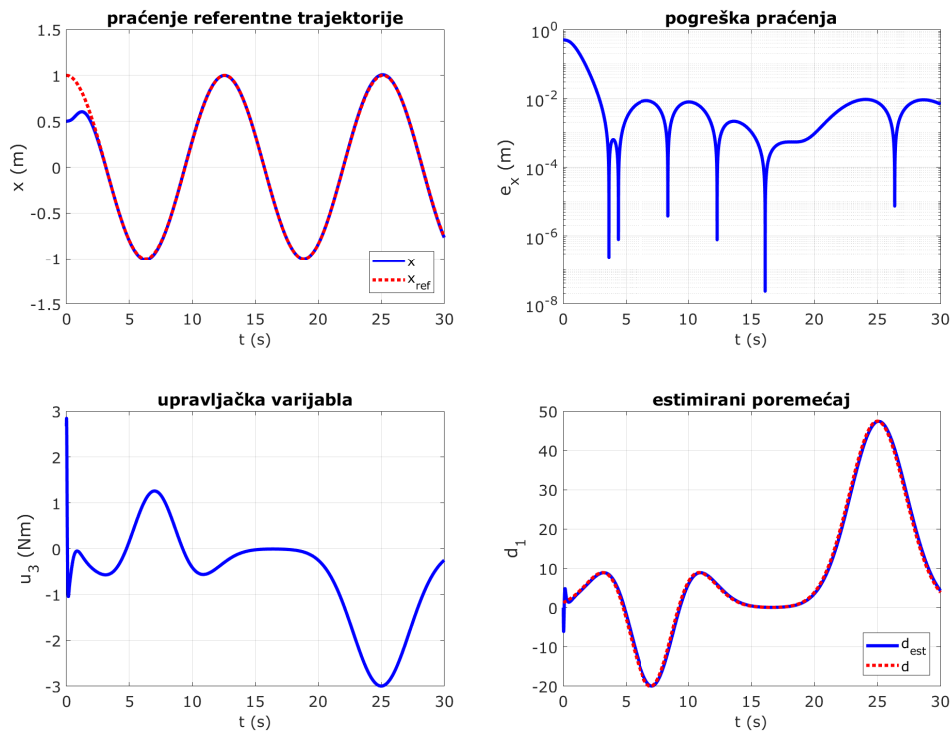 praćenje referentne trajektorije
1.5
1
0.5
0
-0.5
-1
-1.5
x (m)
0 5 10 15 20 25 30
t (s)
x
x_ref
pogreška praćenja
10^0
10^-2
10^-4
10^-6
10^-8
e_x (m)
0 5 10 15 20 25 30
t (s)
upravljačka varijabla
3
2
1
0
-1
-2
-3
u_3 (Nm)
0 5 10 15 20 25 30
t (s)
estimirani poremećaj
50
40
30
20
10
0
-10
-20
d_1
0 5 10 15 20 25 30
t (s)
d_est
d